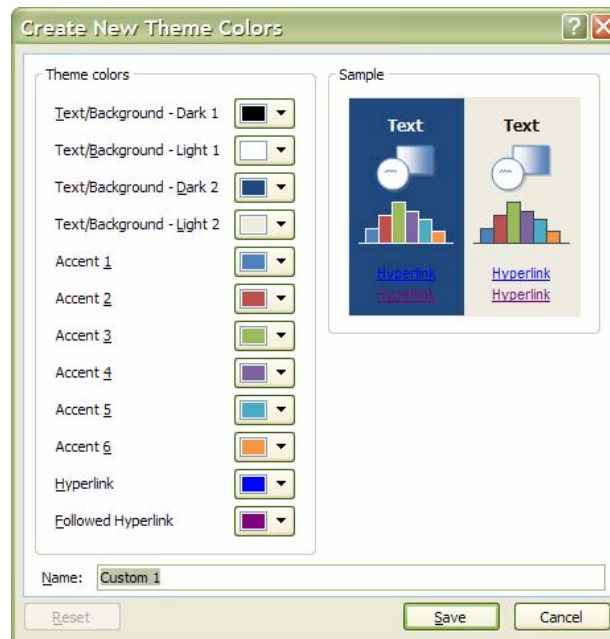 Create New Theme Colors
Theme colors
Text/Background - Dark 1
Text/Background - Light 1
Text/Background - Dark 2
Text/Background - Light 2
Accent 1
Accent 2
Accent 3
Accent 4
Accent 5
Accent 6
Hyperlink
Followed Hyperlink
Sample
Text Text
Hyperlink Hyperlink
Hyperlink Hyperlink
Name: Custom 1
Reset Save Cancel